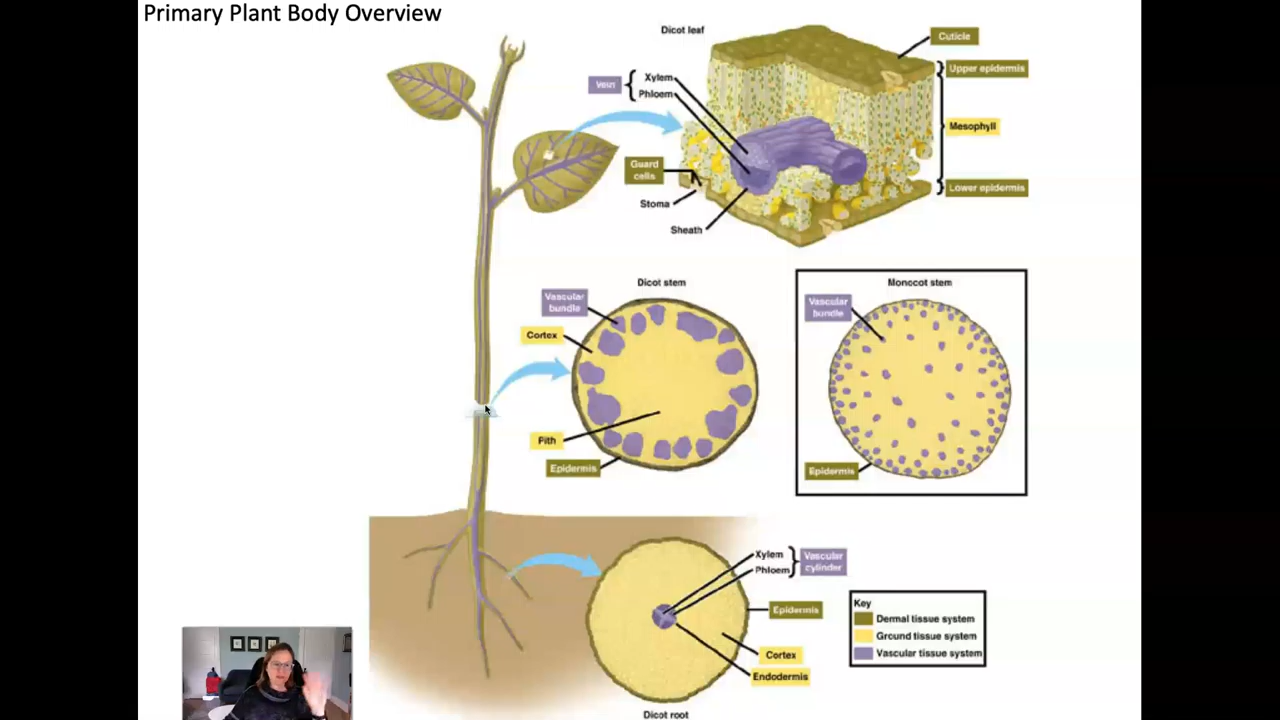 Primary Plant Body Overview
Dicot leaf
Cuticle
Upper epidermis
Vein
Xylem
Phloem
Mesophyll
Guard
cells
Lower epidermis
Stoma
Sheath
Dicot stem
Monocot stem
Vascular
bundle
Vascular
bundle
Cortex
Pith
Epidermis
Epidermis
Xylem
Phloem
Vascular
cylinder
Epidermis
Key
Dermal tissue system
Ground tissue system
Vascular tissue system
Cortex
Endodermis
Dicot root